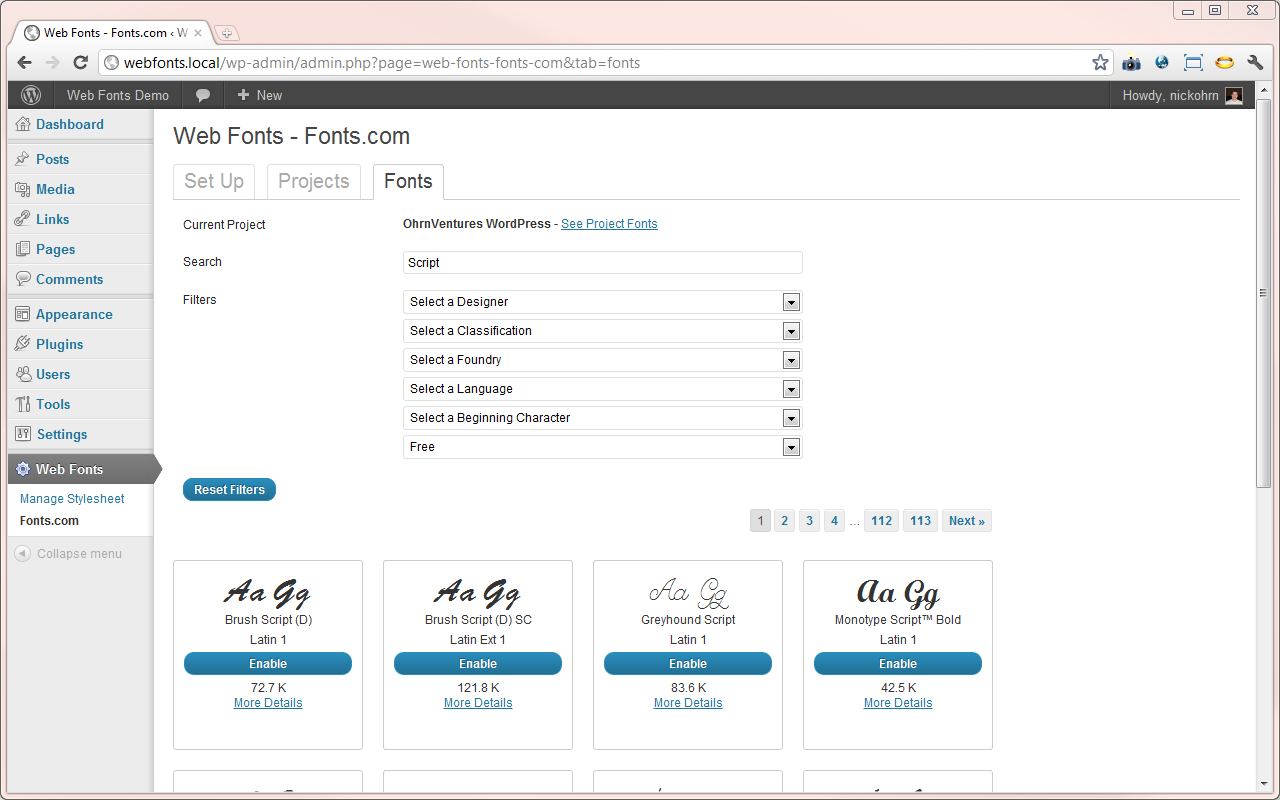 Web Fonts - Fonts.com ‹ W
webfonts.local/wp-admin/admin.php?page=web-fonts-fonts-com&tab=fonts
Web Fonts Demo
+ New
Howdy, nickohrn
Dashboard
Posts
Media
Links
Pages
Comments
Appearance
Plugins
Users
Tools
Settings
Web Fonts
Manage Stylesheet
Fonts.com
Collapse menu
Web Fonts - Fonts.com
Set Up Projects Fonts
Current Project OhrnVentures WordPress - See Project Fonts
Search Script
Filters Select a Designer
Select a Classification
Select a Foundry
Select a Language
Select a Beginning Character
Free
Reset Filters
1 2 3 4 ... 112 113 Next »
Aa Gg Aa Gg Aa Gg Aa Gg
Brush Script (D) Brush Script (D) SC Greyhound Script Monotype Script™ Bold
Latin 1 Latin Ext 1 Latin 1 Latin 1
Enable Enable Enable Enable
72.7 K 121.8 K 83.6 K 42.5 K
More Details More Details More Details More Details